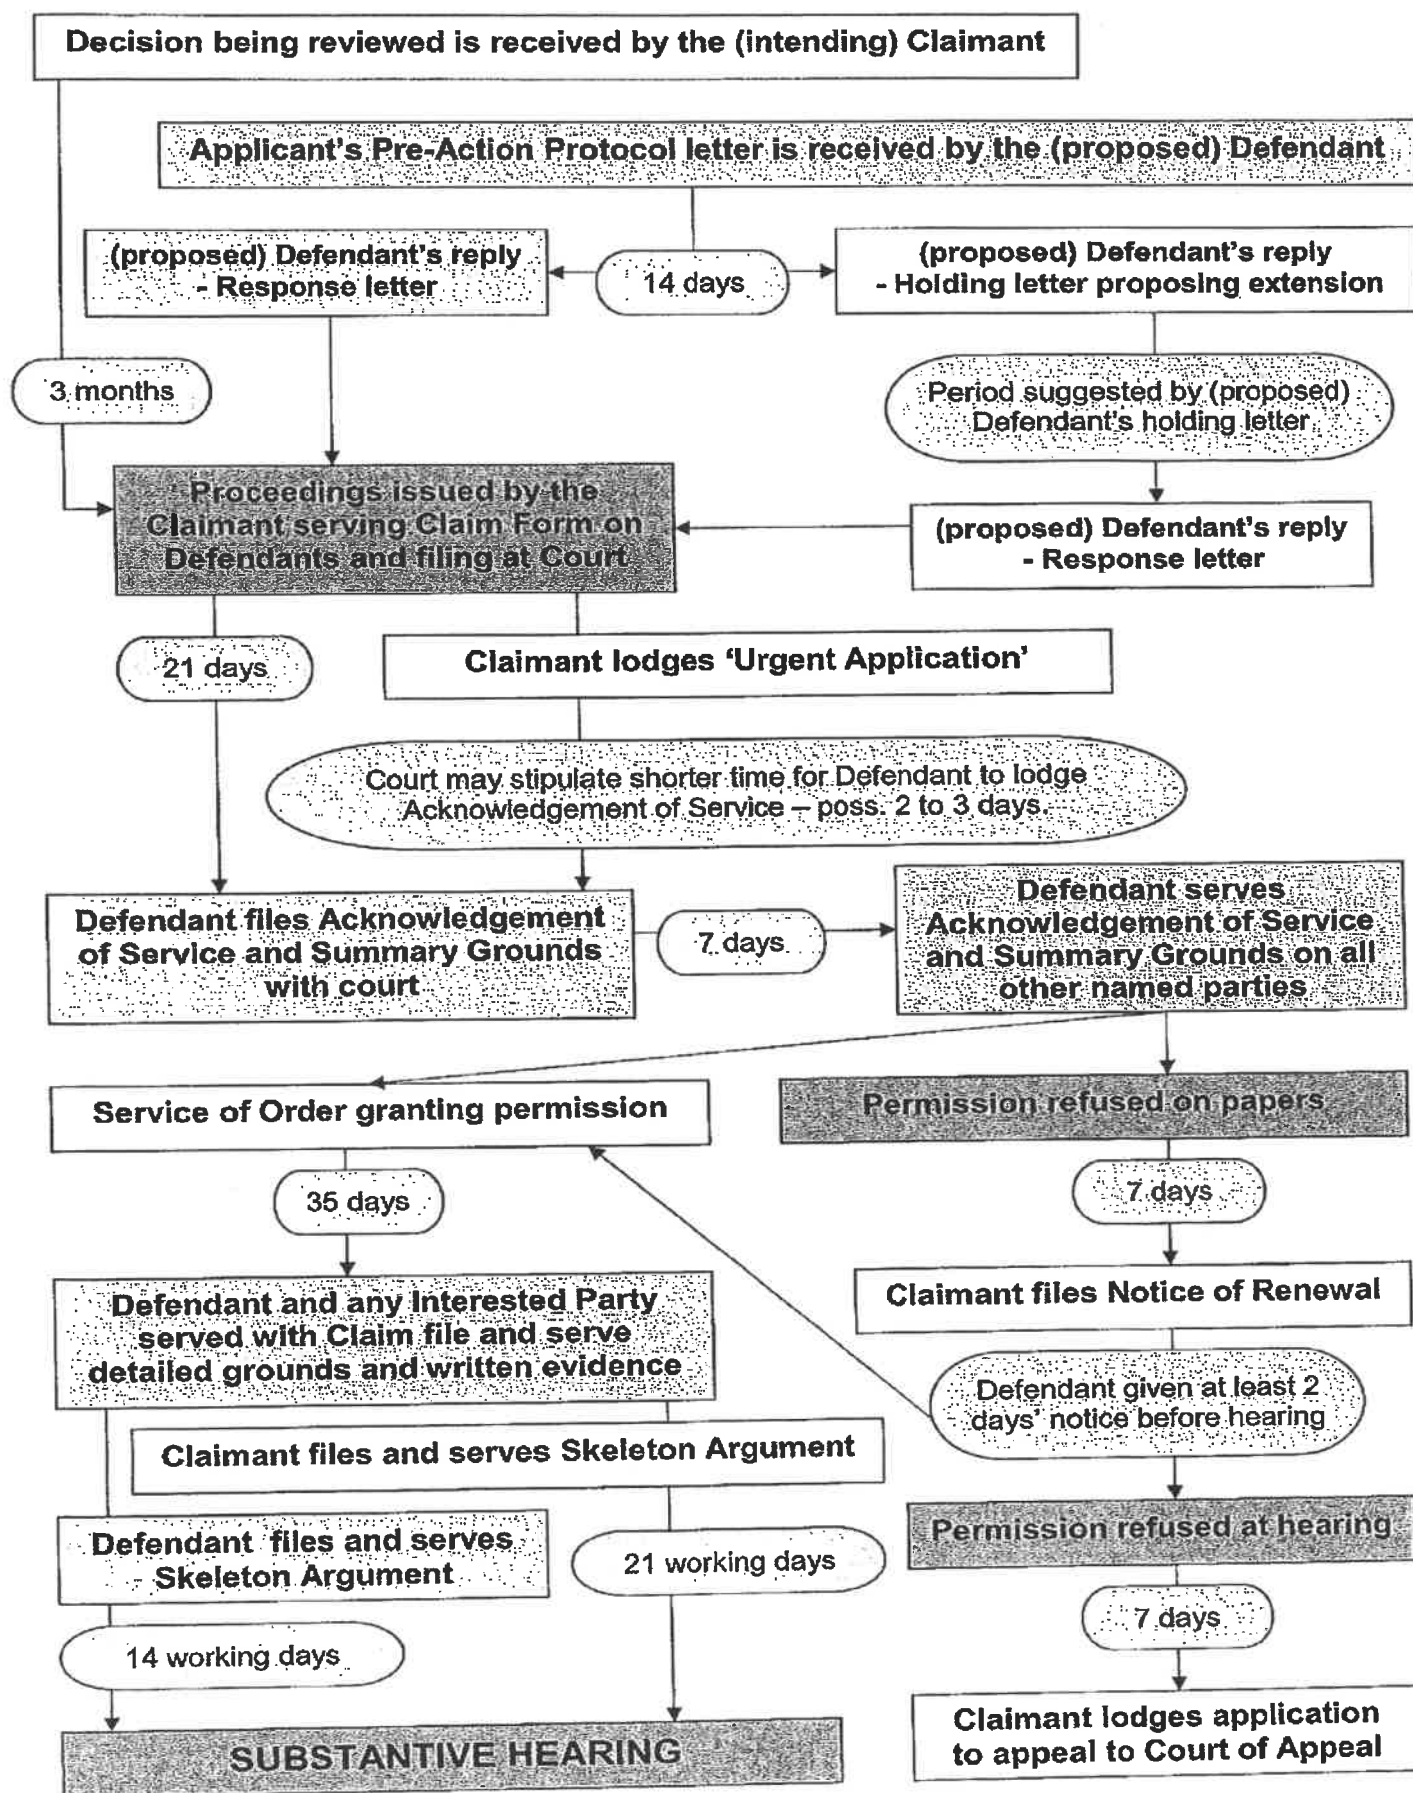 Decision being reviewed is received by the (intending) Claimant
Applicant's Pre-Action Protocol letter is received by the (proposed) Defendant
(proposed) Defendant's reply
- Response letter
14 days
(proposed) Defendant's reply
- Holding letter proposing extension
3 months
Period suggested by (proposed)
Defendant's holding letter
Proceedings issued by the
Claimant serving Claim Form on
Defendants and filing at Court
(proposed) Defendant's reply
- Response letter
21 days
Claimant lodges 'Urgent Application'
Court may stipulate shorter time for Defendant to lodge
Acknowledgement of Service – poss. 2 to 3 days.
Defendant files Acknowledgement
of Service and Summary Grounds
with court
7 days
Defendant serves
Acknowledgement of Service
and Summary Grounds on all
other named parties
Service of Order granting permission
Permission refused on papers
35 days
7 days
Defendant and any Interested Party
served with Claim file and serve
detailed grounds and written evidence
Claimant files Notice of Renewal
Defendant given at least 2
days' notice before hearing
Claimant files and serves Skeleton Argument
Defendant files and serves
- Skeleton Argument
21 working days
Permission refused at hearing
7 days
14 working days
Claimant lodges application
to appeal to Court of Appeal
SUBSTANTIVE HEARING